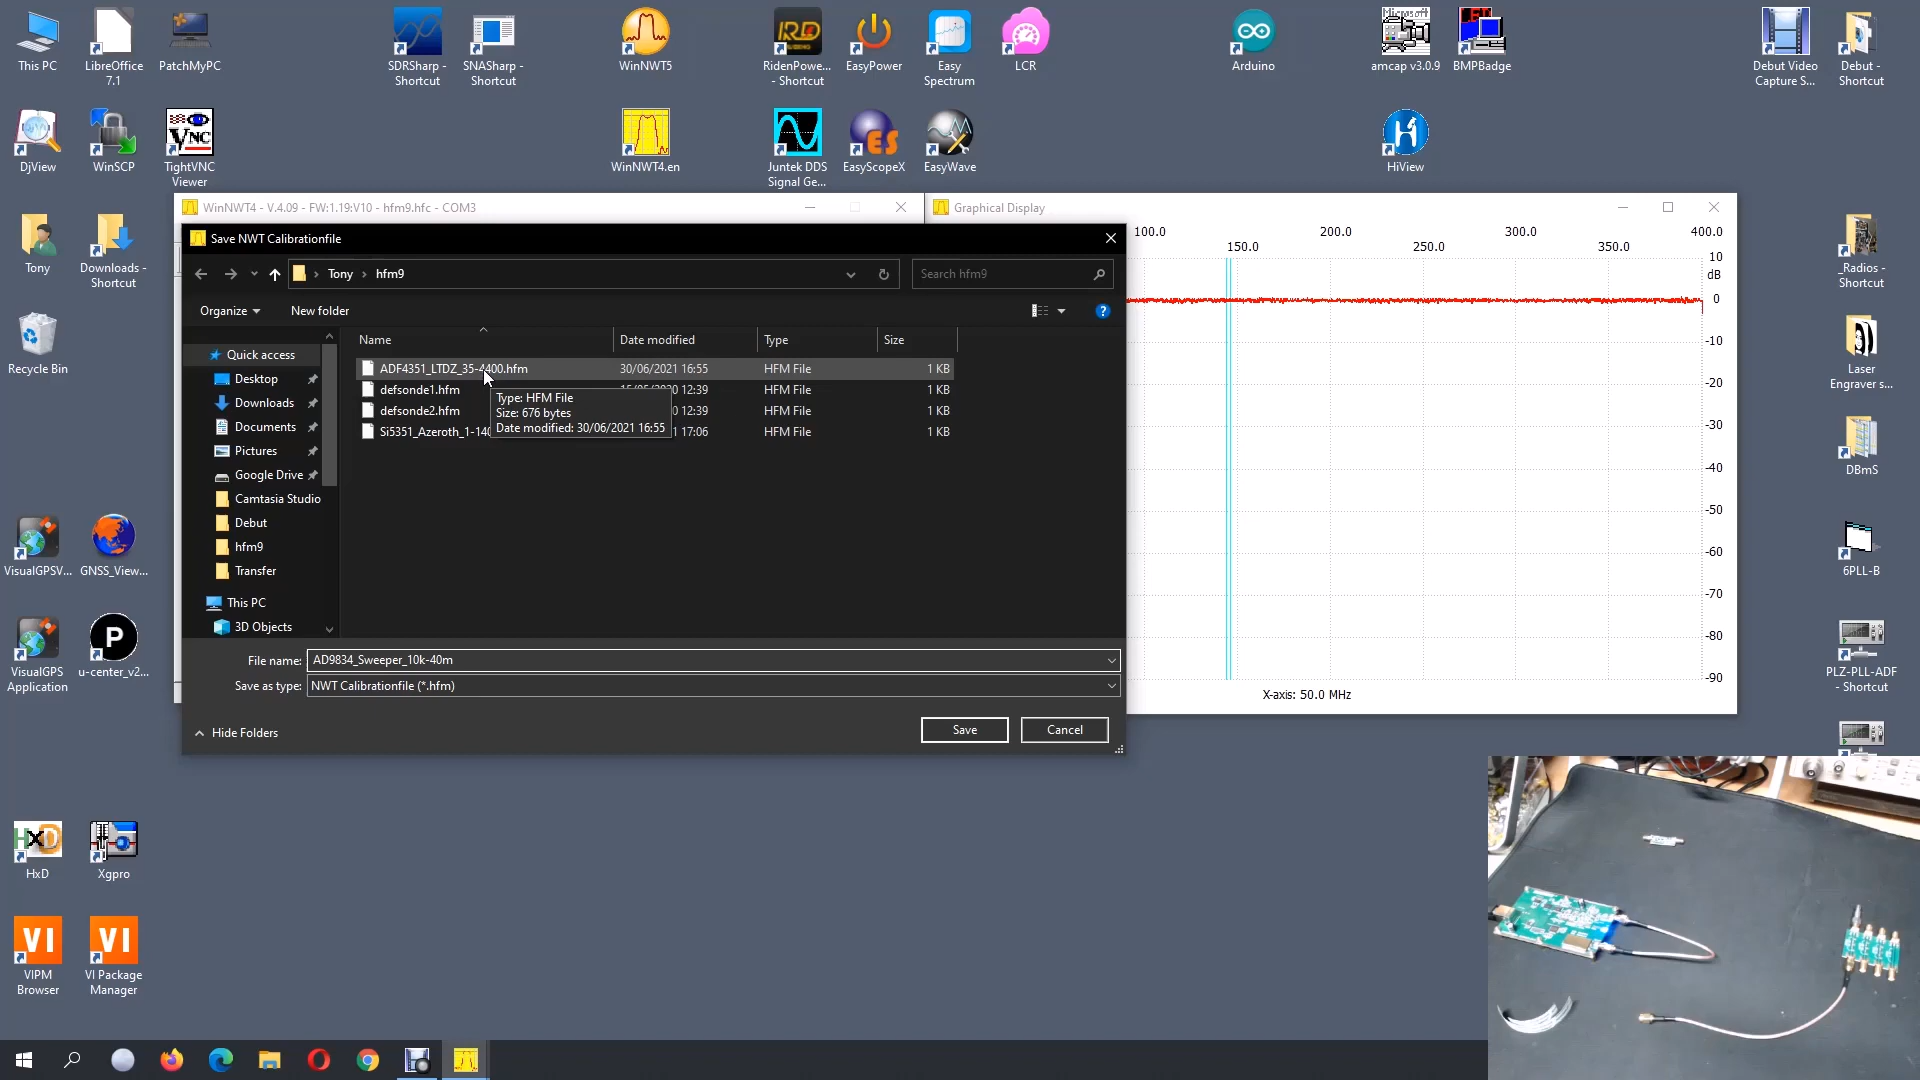 This PC
LibreOffice
7.1
PatchMyPC
SDRSharp -
Shortcut
SNASharp -
Shortcut
WinNWT5
RidenPowe...
- Shortcut
EasyPower
Easy
Spectrum
LCR
Arduino
amcap v3.0.9
BMPBadge
Debut Video
Capture S...
Debut -
Shortcut
DjView
WinSCP
TightVNC
Viewer
WinNWT4.en
Juntek DDS
Signal Ge...
EasyScopeX
EasyWave
HiView
Tony
Downloads -
Shortcut
Recycle Bin
VisualGPSV...
GNSS_View...
VisualGPS
Application
u-center_v2...
HxD
Xgpro
VIPM
Browser
VI Package
Manager
_Radios -
Shortcut
Laser
Engraver s...
DBmS
6PLL-B
PLZ-PLL-ADF
- Shortcut
WinNWT4 - V.4.09 - FW:1.19:V10 - hfm9.hfc - COM3
Save NWT Calibrationfile
Tony
hfm9
Search hfm9
Organize
New folder
Name
Date modified
Type
Size
Quick access
Desktop
Downloads
Documents
Pictures
Google Drive
Camtasia Studio
Debut
hfm9
Transfer
This PC
3D Objects
ADF4351_LTDZ_35-4400.hfm 30/06/2021 16:55 HFM File 1 KB
defsonde1.hfm 12:39 HFM File 1 KB
defsonde2.hfm 0 12:39 HFM File 1 KB
Si5351_Azeroth_1-140 1 17:06 HFM File 1 KB
Type: HFM File
Size: 676 bytes
Date modified: 30/06/2021 16:55
File name: AD9834_Sweeper_10k-40m
Save as type: NWT Calibrationfile (*.hfm)
Hide Folders
Save
Cancel
Graphical Display
100.0
150.0
200.0
250.0
300.0
350.0
400.0
10
dB
0
-10
-20
-30
-40
-50
-60
-70
-80
-90
X-axis: 50.0 MHz